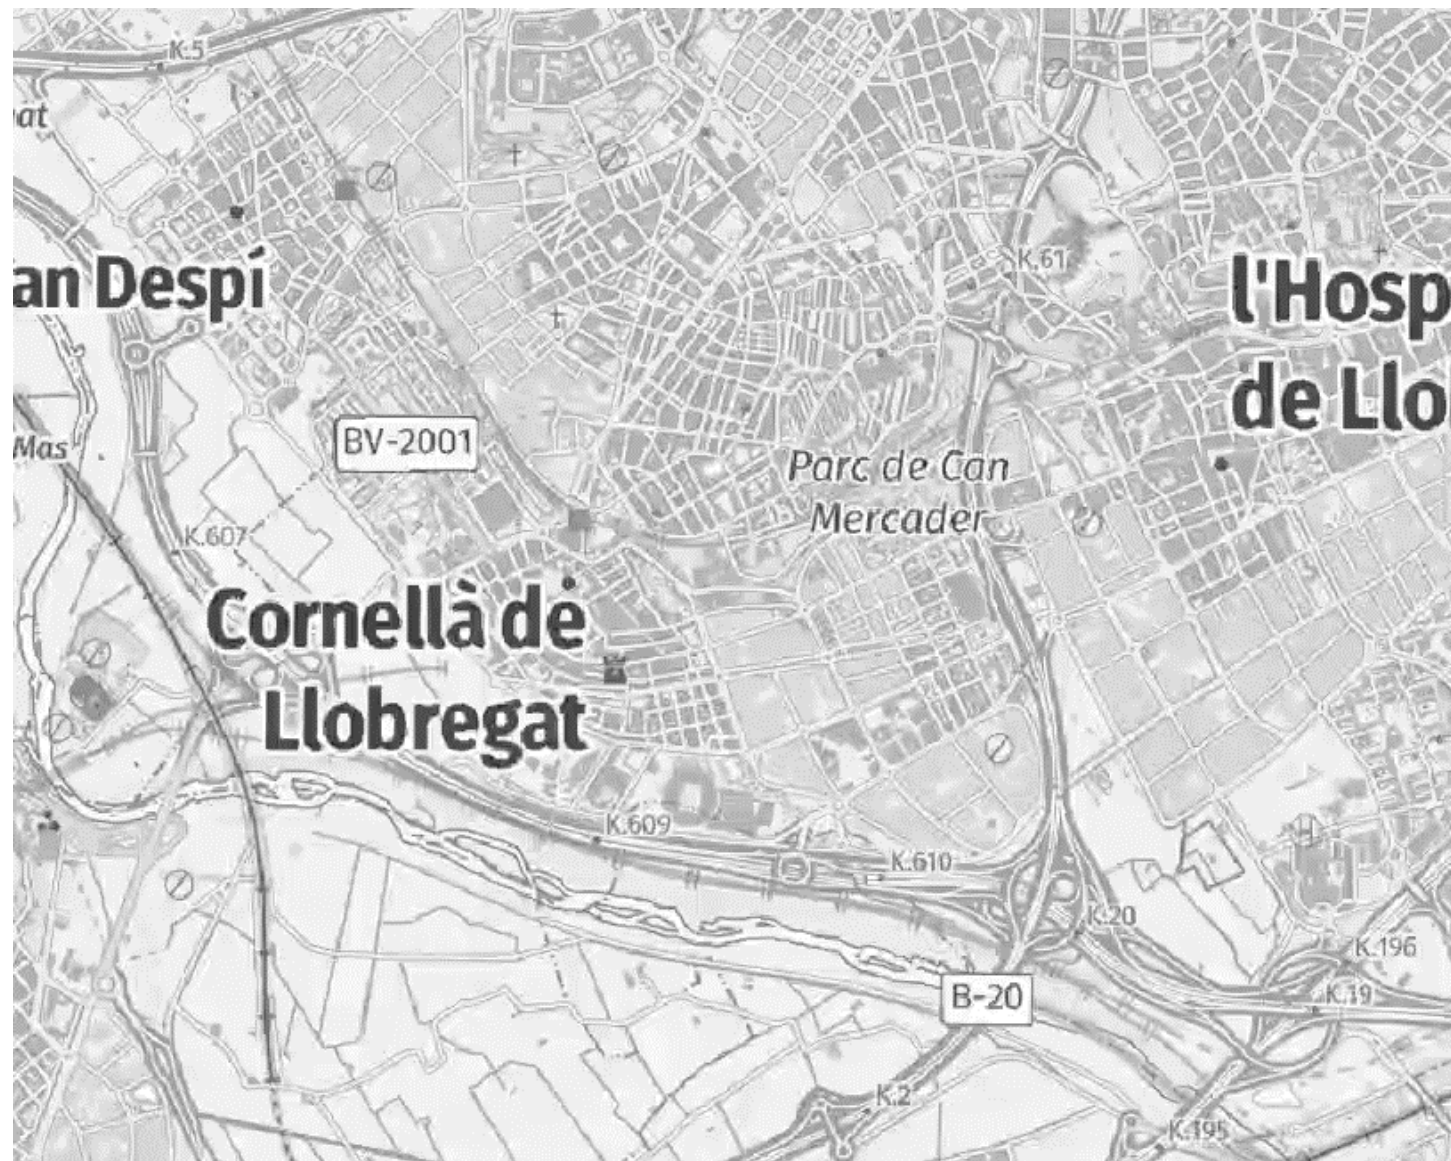 K.5
at
an Despí
K.61
l'Hosp
de Llo
BV-2001
Mas
Parc de Can
Mercader
K.607
Cornellà de
Llobregat
K.609
K.610
K.20
K.196
B-20
K.19
K.2
K.195
H